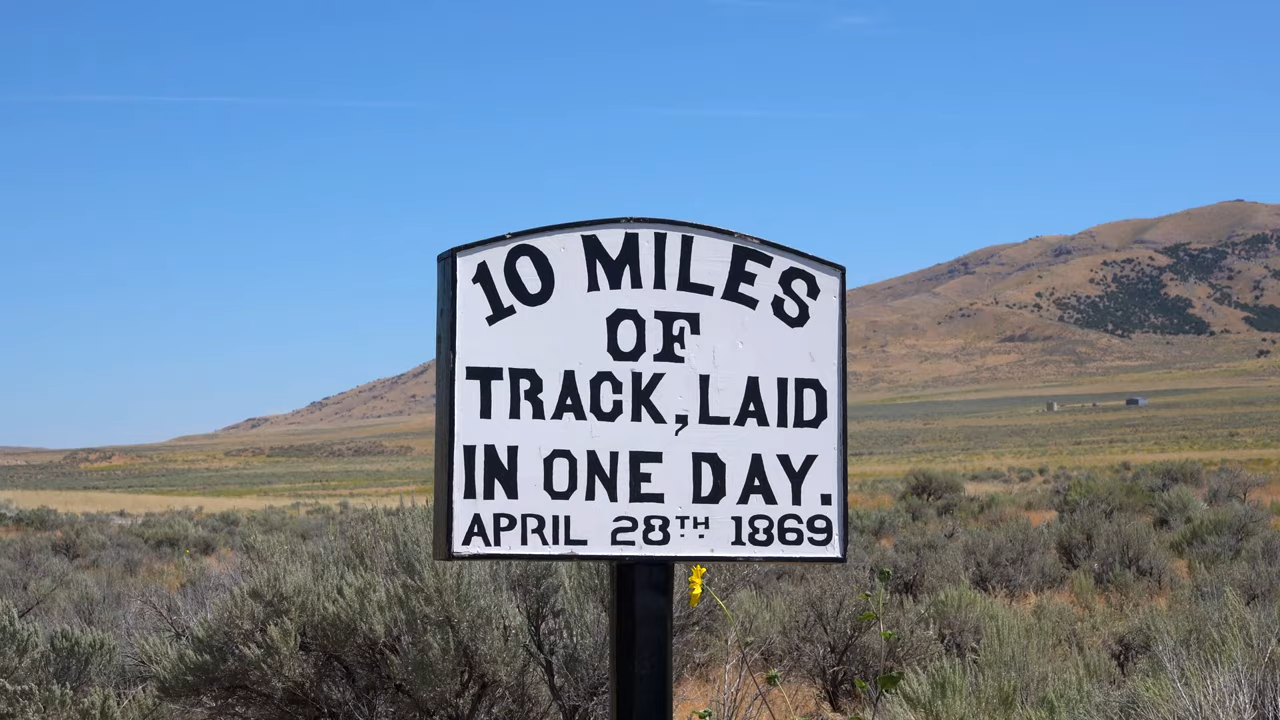 10 MILES
OF
TRACK, LAID
IN ONE DAY.
APRIL 28TH 1869